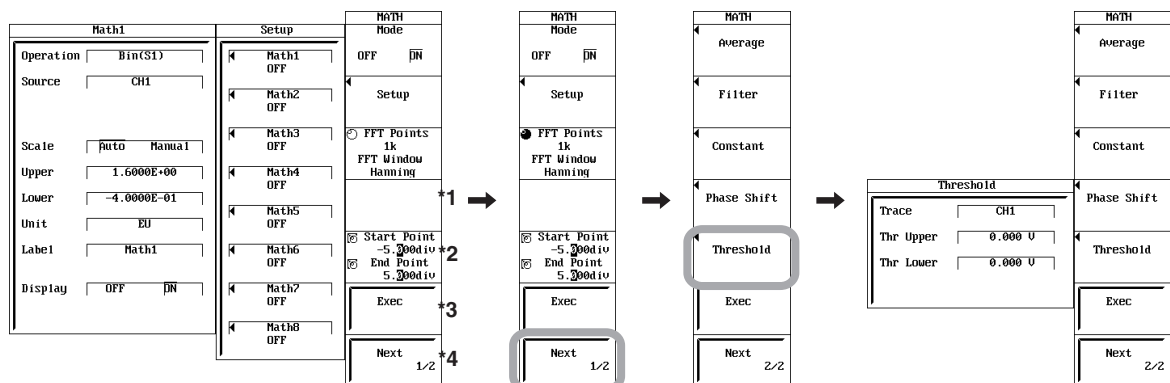 Math1
Operation Bin(S1)
Source CH1
Scale Auto Manual
Upper 1.6000E+00
Lower -4.0000E-01
Unit EU
Label Math1
Display OFF ON
Setup
Math1
OFF
Math2
OFF
Math3
OFF
Math4
OFF
Math5
OFF
Math6
OFF
Math7
OFF
Math8
OFF
MATH
Mode
OFF ON
Setup
FFT Points
1k
FFT Window
Hanning
*1
Start Point
-5.000div
*2
End Point
5.000div
Exec
*3
Next
1/2
*4
MATH
Mode
OFF ON
Setup
FFT Points
1k
FFT Window
Hanning
Start Point
-5.000div
End Point
5.000div
Exec
Next
1/2
MATH
Average
Filter
Constant
Phase Shift
Threshold
Exec
Next
2/2
Threshold
Trace CH1
Thr Upper 0.000 V
Thr Lower 0.000 V
MATH
Average
Filter
Constant
Phase Shift
Threshold
Exec
Next
2/2